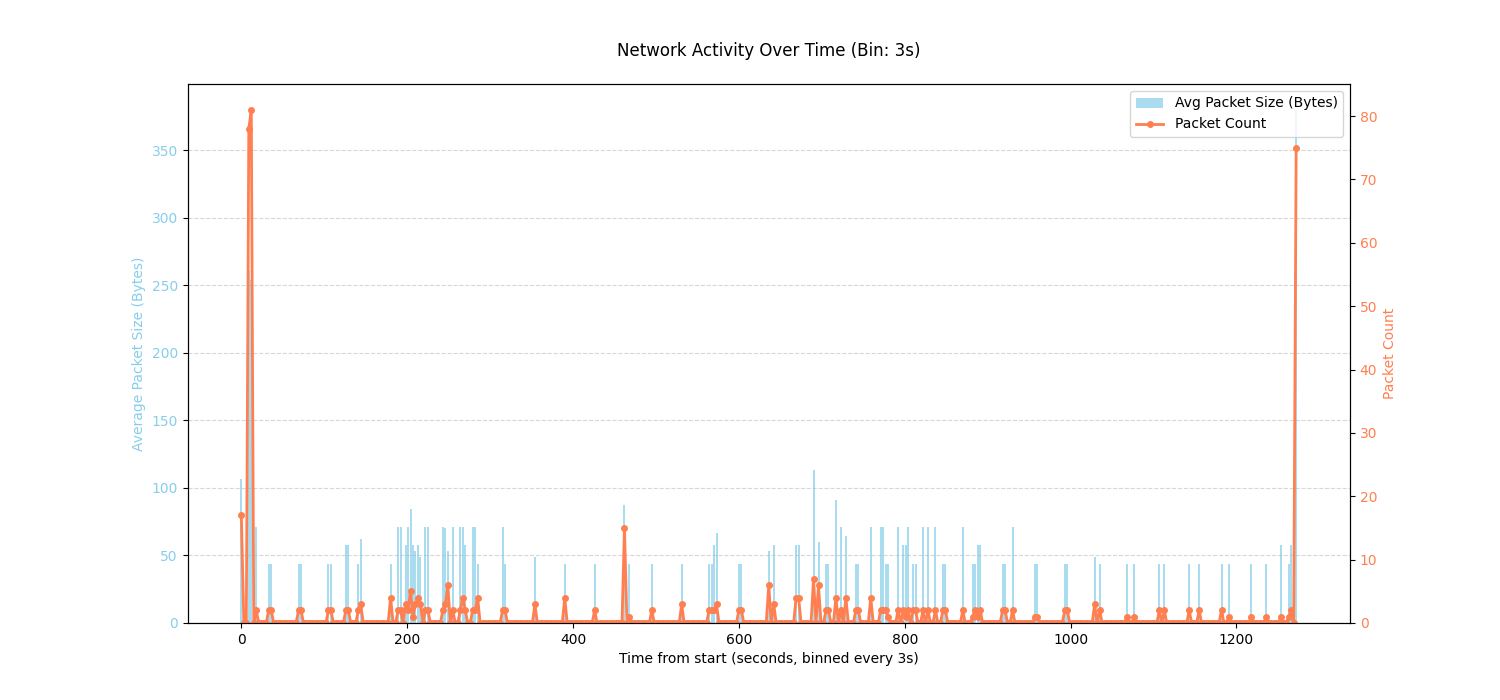 Network Activity Over Time (Bin: 3s)
Avg Packet Size (Bytes)
Packet Count
350
300
250
200
150
100
50
0
Average Packet Size (Bytes)
80
70
60
50
40
30
20
10
0
Packet Count
0 200 400 600 800 1000 1200
Time from start (seconds, binned every 3s)